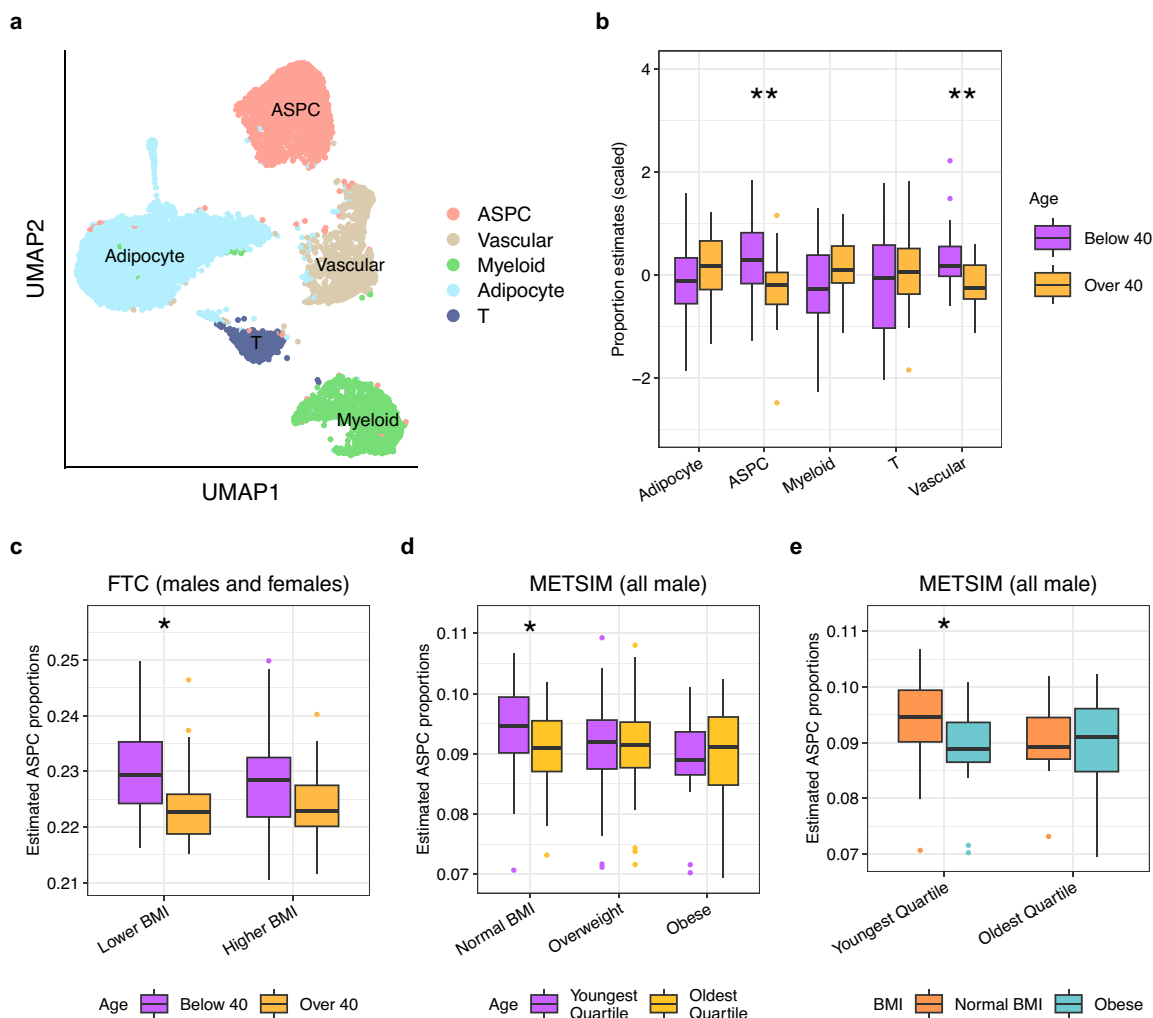 a
UMAP2
UMAP1
ASPC
Adipocyte
Vascular
T
Myeloid
ASPC
Vascular
Myeloid
Adipocyte
T
b
Proportion estimates (scaled)
4
2
0
−2
** **
Adipocyte
ASPC
Myeloid
T
Vascular
Age
Below 40
Over 40
c
FTC (males and females)
Estimated ASPC proportions
0.25
0.24
0.23
0.22
0.21
*
Lower BMI
Higher BMI
Age Below 40 Over 40
d
METSIM (all male)
Estimated ASPC proportions
0.11
0.10
0.09
0.08
0.07
*
Normal BMI
Overweight
Obese
Age Youngest Quartile Oldest Quartile
e
METSIM (all male)
Estimated ASPC proportions
0.11
0.10
0.09
0.08
0.07
*
Youngest Quartile
Oldest Quartile
BMI Normal BMI Obese